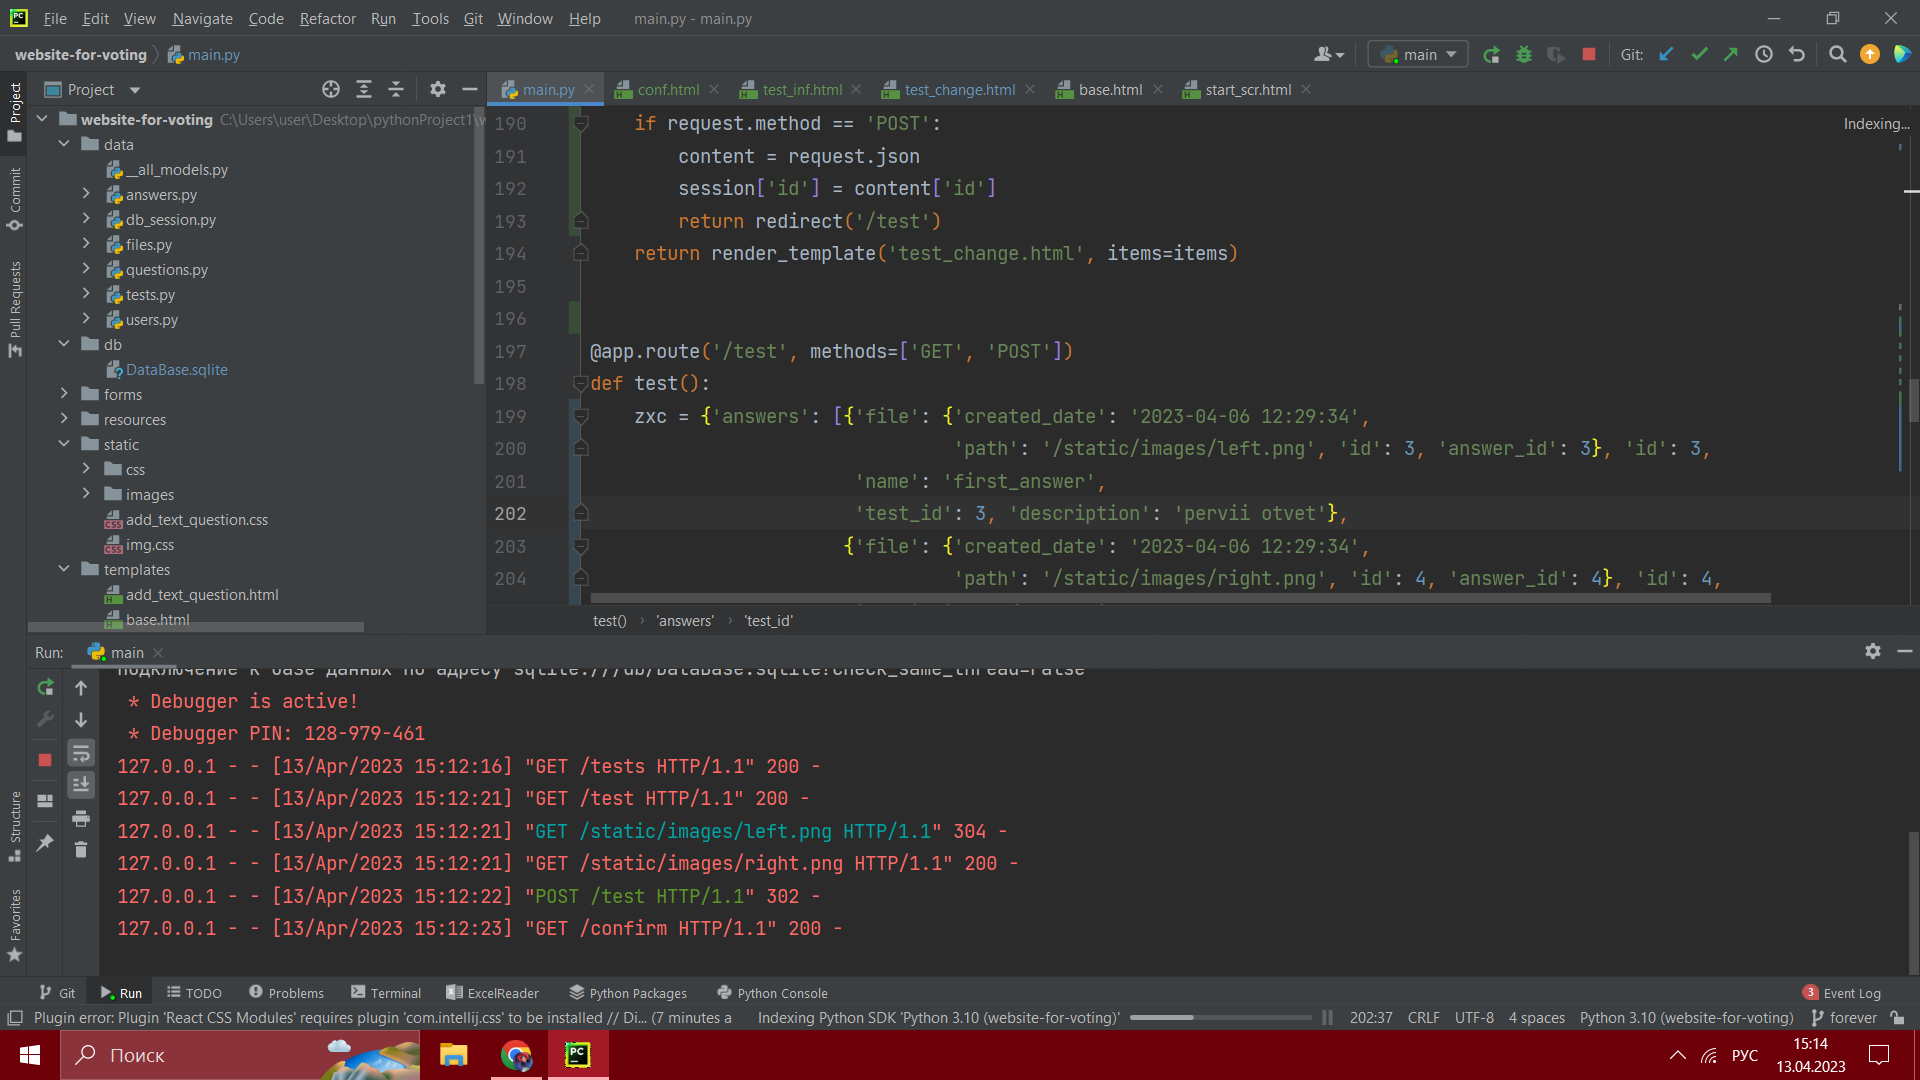 PC File Edit View Navigate Code Refactor Run Tools Git Window Help main.py - main.py
website-for-voting main.py main Git:
Project main.py conf.html test_inf.html test_change.html base.html start_scr.html
Project
Commit
Pull Requests
website-for-voting C:\Users\user\Desktop\pythonProject1\w
data
__all_models.py
answers.py
db_session.py
files.py
questions.py
tests.py
users.py
db
DataBase.sqlite
forms
resources
static
css
images
add_text_question.css
img.css
templates
add_text_question.html
base.html
Indexing...
190 if request.method == 'POST':
191 content = request.json
192 session['id'] = content['id']
193 return redirect('/test')
194 return render_template('test_change.html', items=items)
195
196
197 @app.route('/test', methods=['GET', 'POST'])
198 def test():
199 zxc = {'answers': [{'file': {'created_date': '2023-04-06 12:29:34',
200 'path': '/static/images/left.png', 'id': 3, 'answer_id': 3}, 'id': 3,
201 'name': 'first_answer',
202 'test_id': 3, 'description': 'pervii otvet'},
203 {'file': {'created_date': '2023-04-06 12:29:34',
204 'path': '/static/images/right.png', 'id': 4, 'answer_id': 4}, 'id': 4,
test() 'answers' 'test_id'
Run: main
Подключение к базе данных по адресу sqlite:///db/DataBase.sqlite?check_same_thread=False
* Debugger is active!
* Debugger PIN: 128-979-461
127.0.0.1 - - [13/Apr/2023 15:12:16] "GET /tests HTTP/1.1" 200 -
127.0.0.1 - - [13/Apr/2023 15:12:21] "GET /test HTTP/1.1" 200 -
127.0.0.1 - - [13/Apr/2023 15:12:21] "GET /static/images/left.png HTTP/1.1" 304 -
127.0.0.1 - - [13/Apr/2023 15:12:21] "GET /static/images/right.png HTTP/1.1" 200 -
127.0.0.1 - - [13/Apr/2023 15:12:22] "POST /test HTTP/1.1" 302 -
127.0.0.1 - - [13/Apr/2023 15:12:23] "GET /confirm HTTP/1.1" 200 -
Structure
Favorites
Git Run TODO Problems Terminal ExcelReader Python Packages Python Console 3 Event Log
Plugin error: Plugin 'React CSS Modules' requires plugin 'com.intellij.css' to be installed // Di... (7 minutes a Indexing Python SDK 'Python 3.10 (website-for-voting)' 202:37 CRLF UTF-8 4 spaces Python 3.10 (website-for-voting) forever
Поиск PC РУС 15:14
13.04.2023